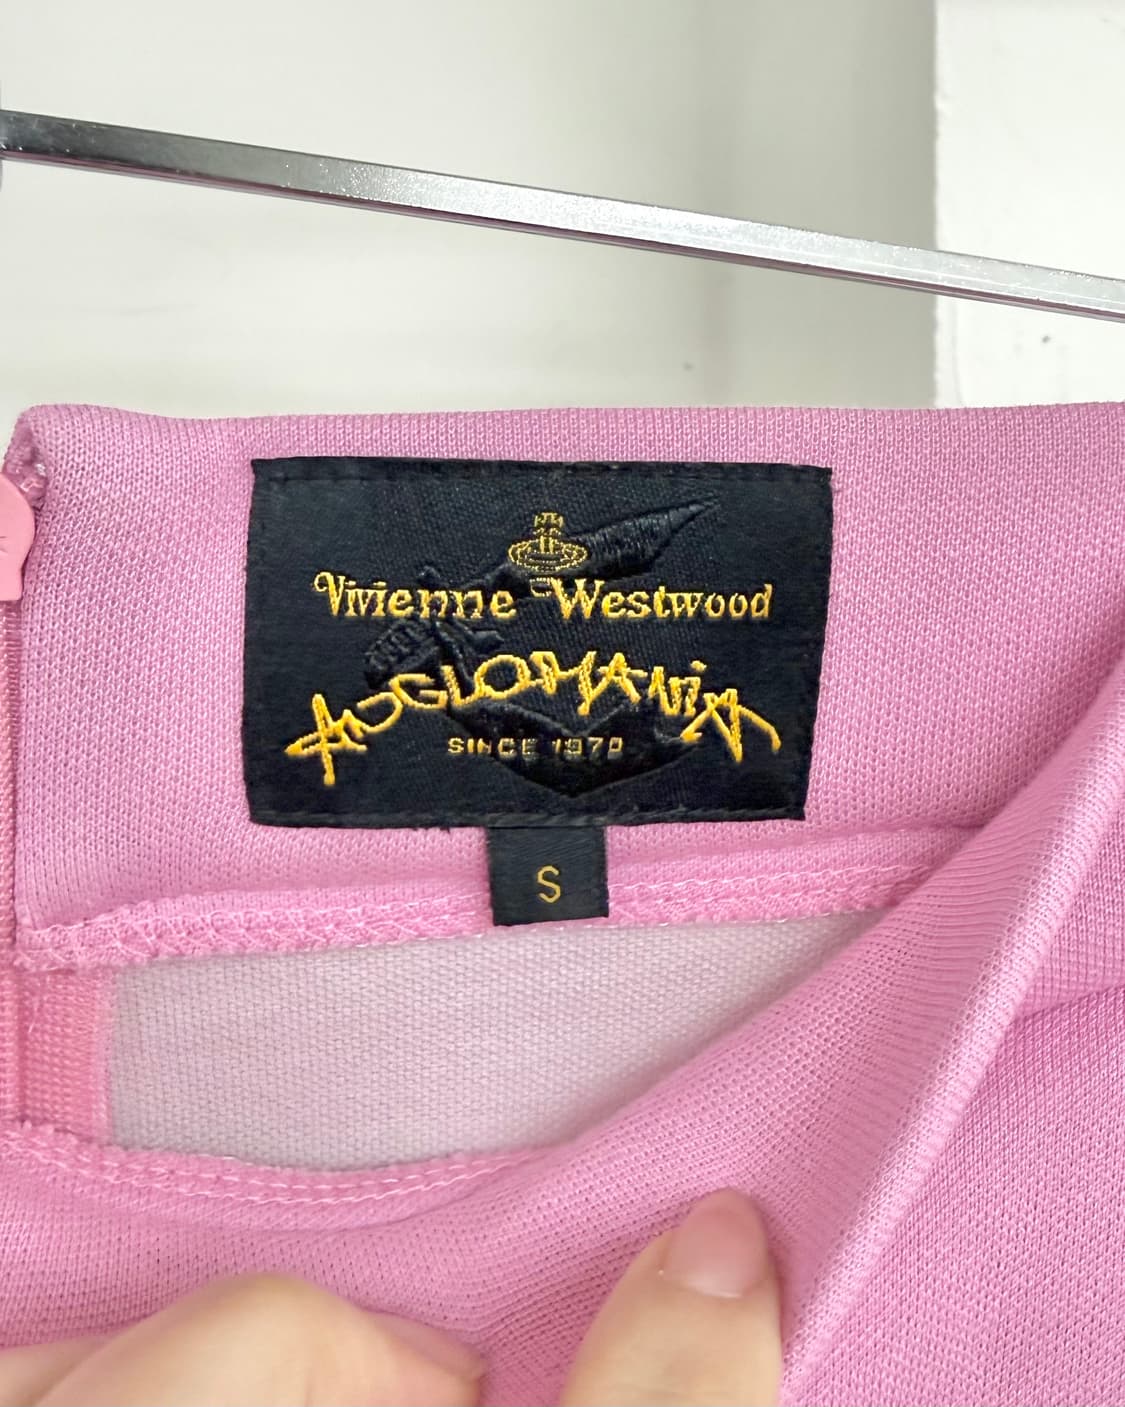 Vivienne Westwood
ANGLOMANiA
SINCE 1970
S